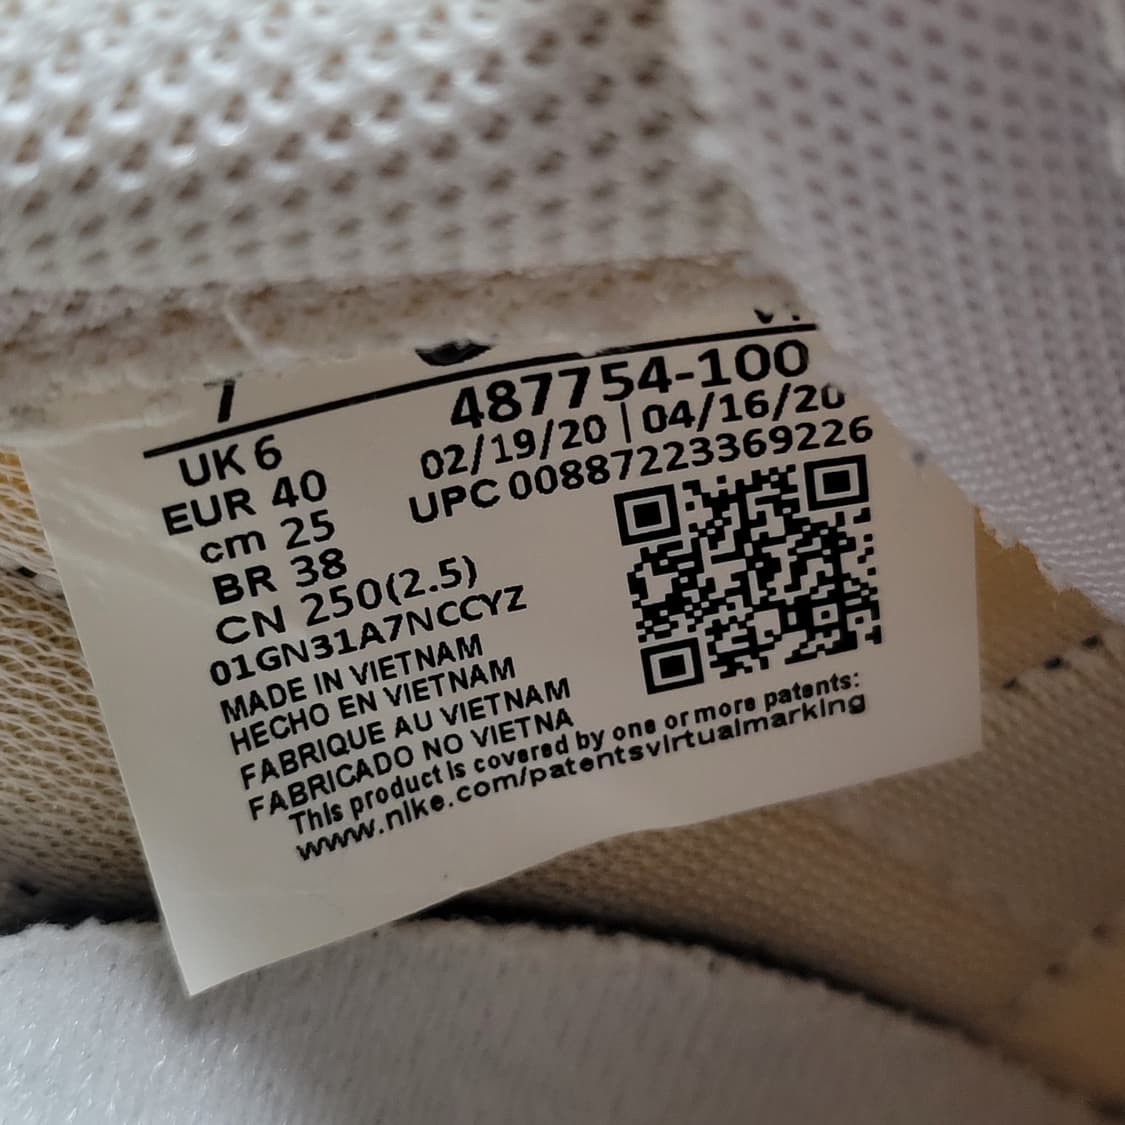 7
487754-100
UK 6
02/19/20 | 04/16/20
EUR 40
UPC 00887223369226
cm 25
BR 38
CN 250(2.5)
01GN31A7NCCYZ
MADE IN VIETNAM
HECHO EN VIETNAM
FABRIQUE AU VIETNAM
FABRICADO NO VIETNA
This product is covered by one or more patents:
www.nike.com/patentsvirtualmarking